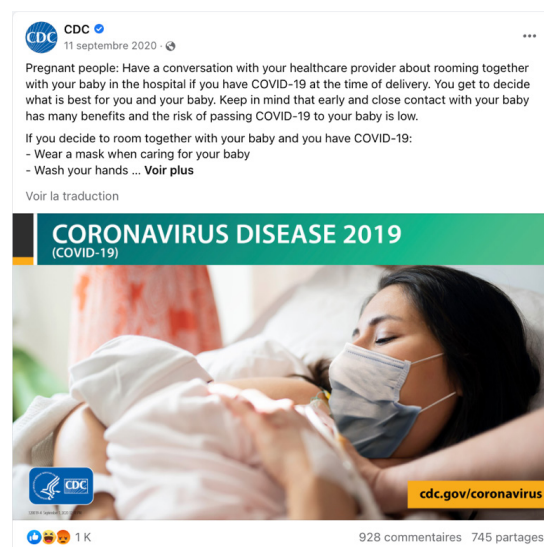 CDC
CDC
11 septembre 2020
Pregnant people: Have a conversation with your healthcare provider about rooming together
with your baby in the hospital if you have COVID-19 at the time of delivery. You get to decide
what is best for you and your baby. Keep in mind that early and close contact with your baby
has many benefits and the risk of passing COVID-19 to your baby is low.
If you decide to room together with your baby and you have COVID-19:
- Wear a mask when caring for your baby
- Wash your hands ... Voir plus
Voir la traduction
CORONAVIRUS DISEASE 2019
(COVID-19)
CDC
cdc.gov/coronavirus
1 K
928 commentaires 745 partages